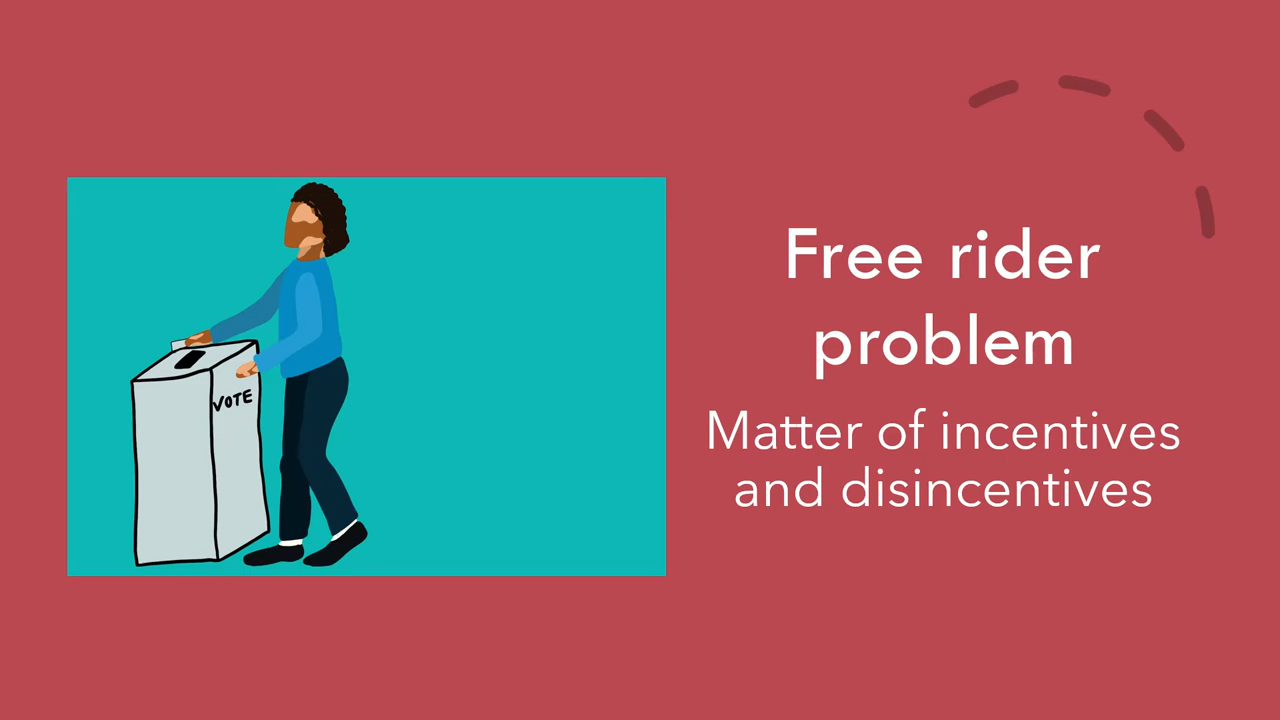 VOTE
Free rider
problem
Matter of incentives
and disincentives